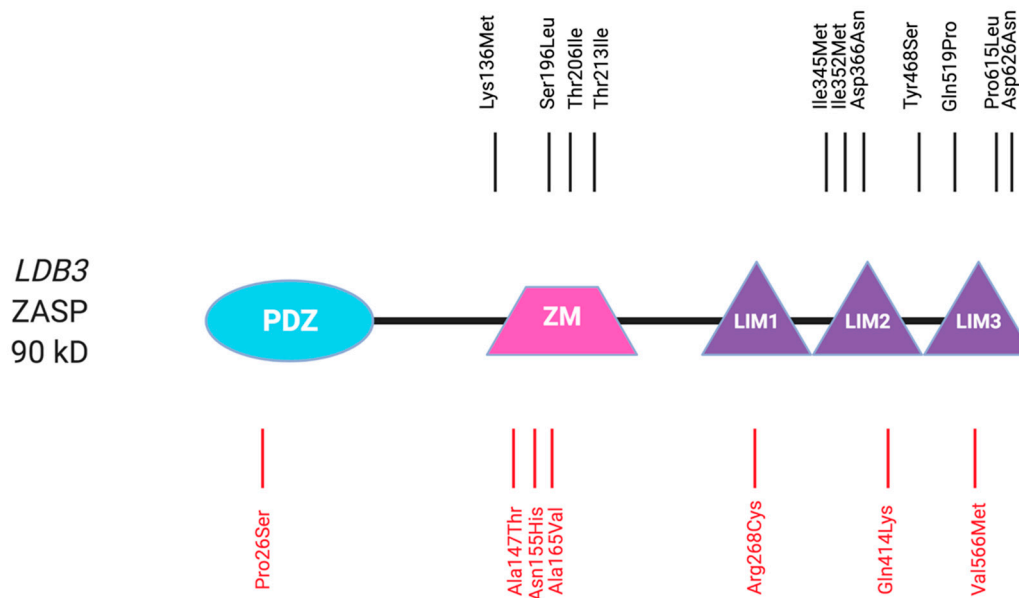 Lys136Met
Ser196Leu
Thr206Ile
Thr213Ile
Ile345Met
Ile352Met
Asp366Asn
Tyr468Ser
Gln519Pro
Pro615Leu
Asp626Asn
LDB3
ZASP
90 kD
PDZ
ZM
LIM1
LIM2
LIM3
Pro26Ser
Ala147Thr
Asn155His
Ala165Val
Arg268Cys
Gln414Lys
Val566Met